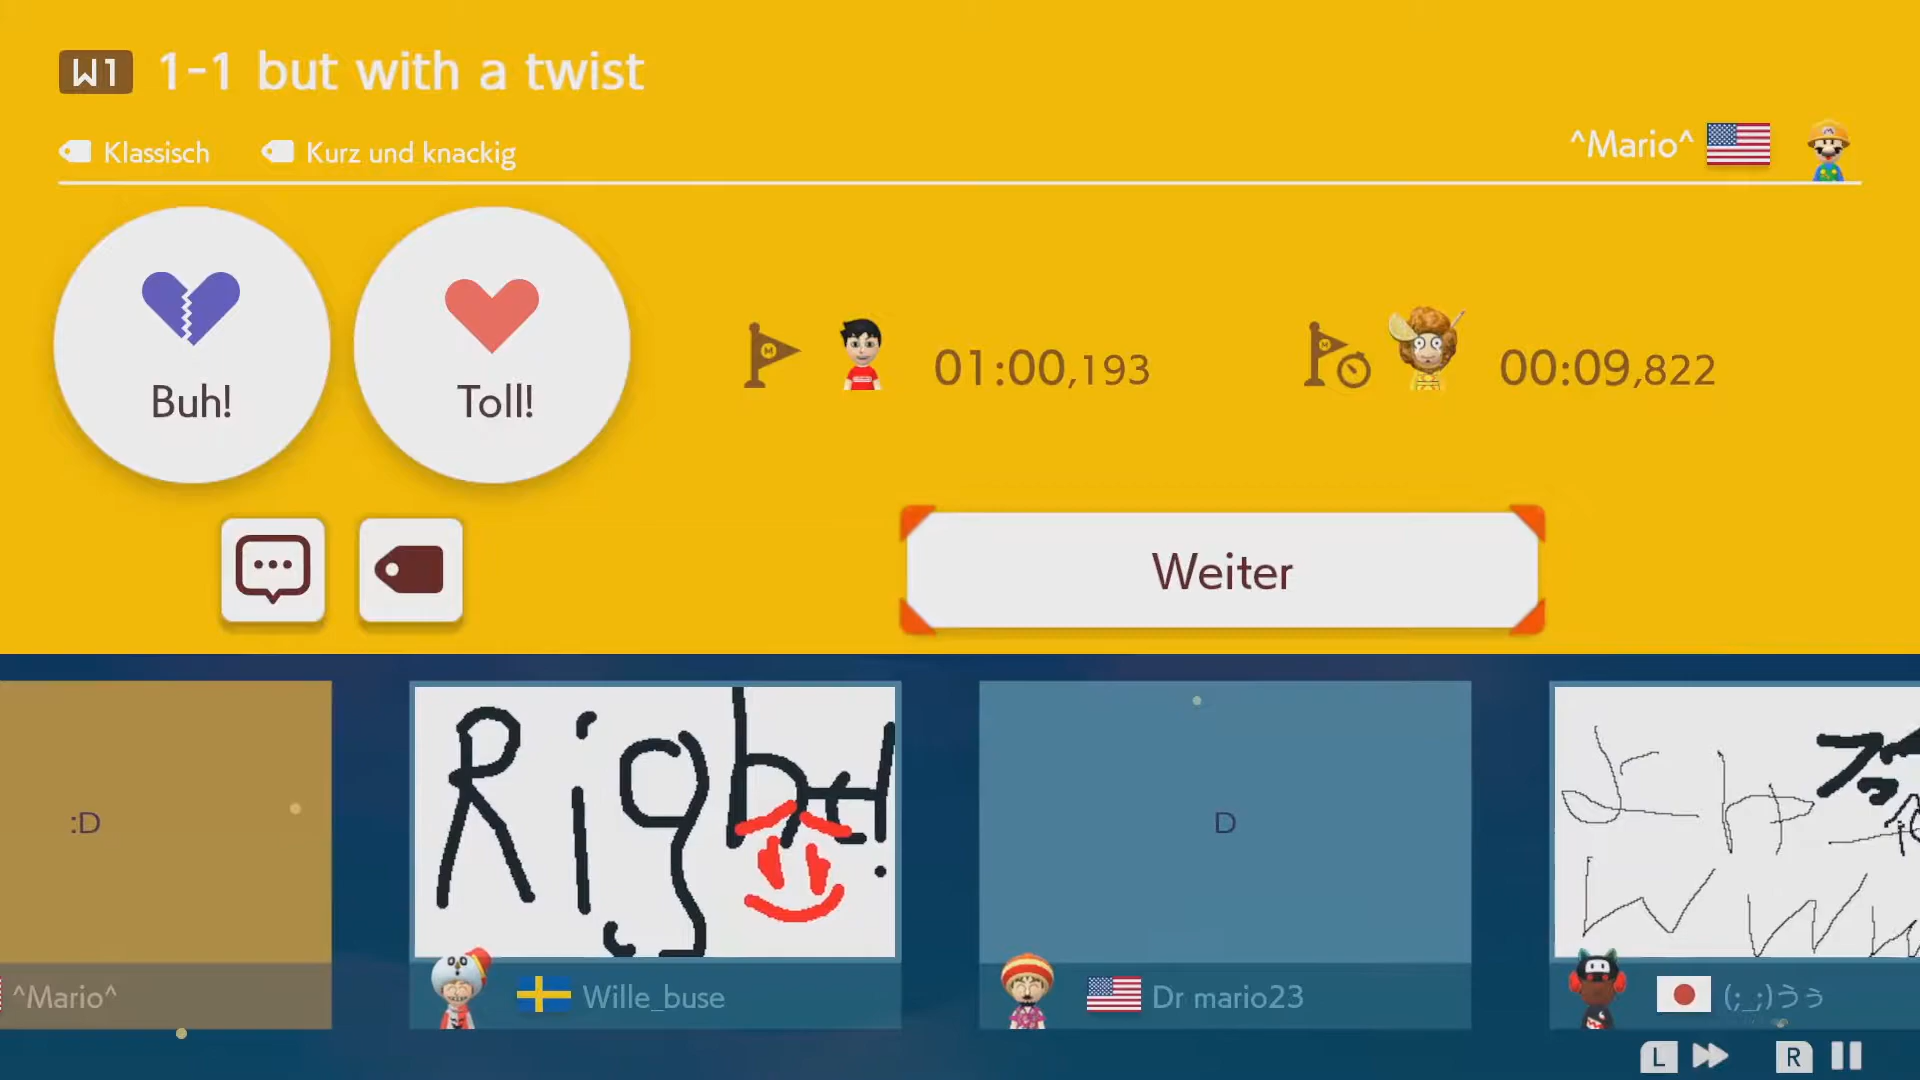 W1 1-1 but with a twist
Klassisch Kurz und knackig
^Mario^
Buh!
Toll!
01:00,193
00:09,822
Weiter
:D
Right!
D
^Mario^
Wille_buse
Dr mario23
(;_;)うぅ
L R